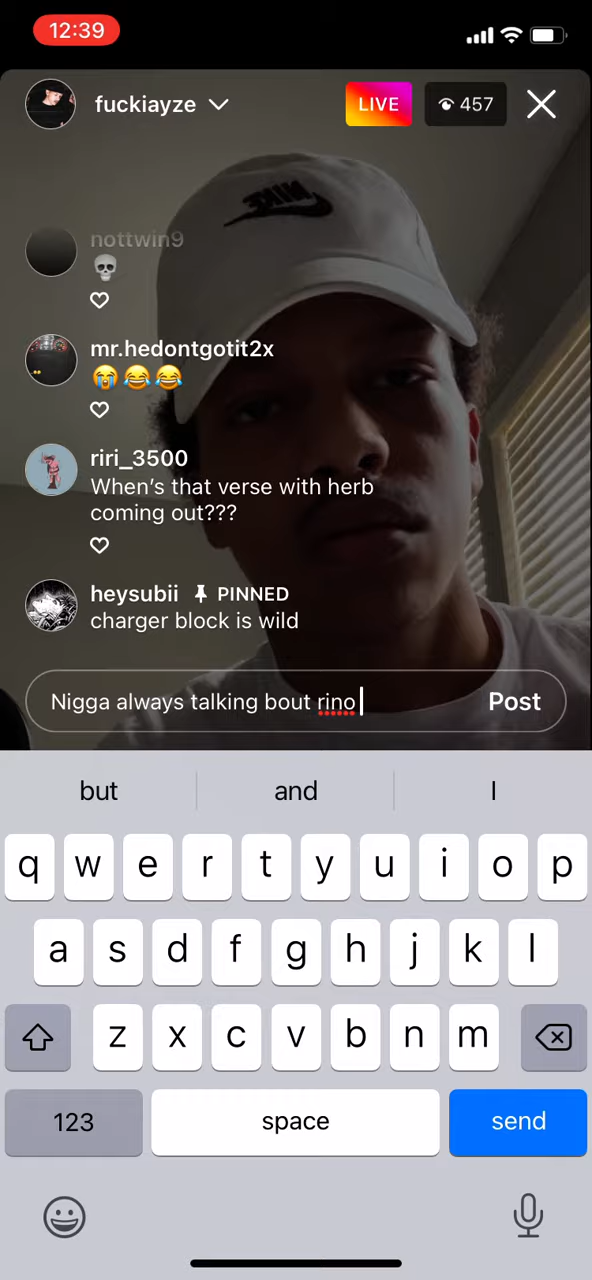 12:39
fuckiayze
LIVE
457
nottwin9
💀
mr.hedontgotit2x
😭😂😂
riri_3500
When's that verse with herb
coming out???
heysubii PINNED
charger block is wild
Nigga always talking bout rino
Post
but and I
q w e r t y u i o p
a s d f g h j k l
z x c v b n m
123 space send
NIKE